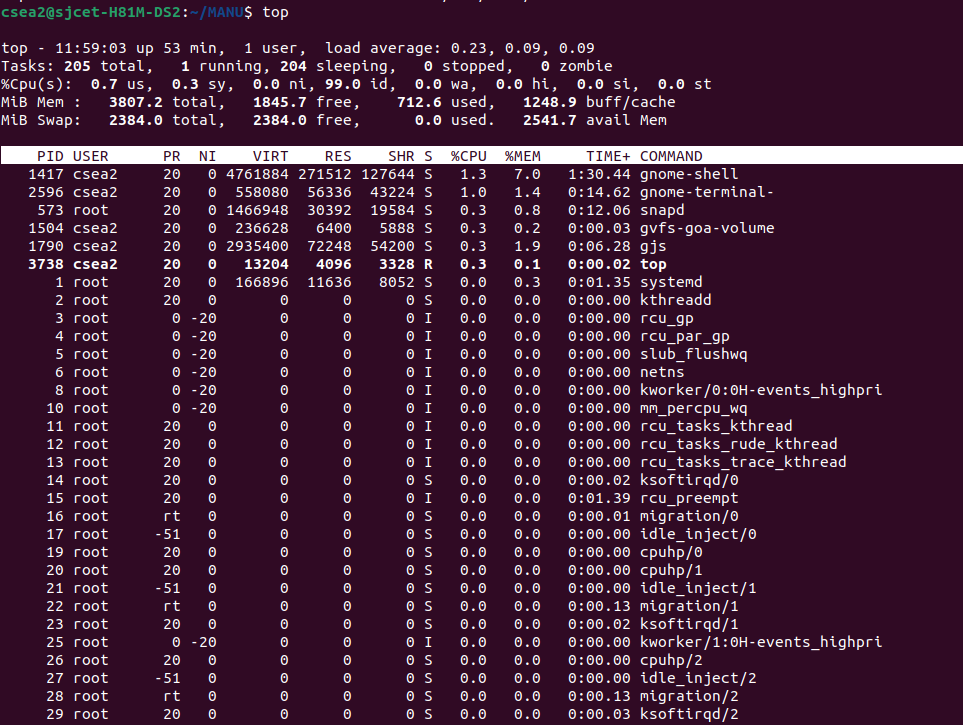 csea2@sjcet-H81M-DS2:~/MANU$ top
top - 11:59:03 up 53 min,  1 user,  load average: 0.23, 0.09, 0.09
Tasks: 205 total,   1 running, 204 sleeping,   0 stopped,   0 zombie
%Cpu(s):  0.7 us,  0.3 sy,  0.0 ni, 99.0 id,  0.0 wa,  0.0 hi,  0.0 si,  0.0 st
MiB Mem :   3807.2 total,   1845.7 free,    712.6 used,   1248.9 buff/cache
MiB Swap:   2384.0 total,   2384.0 free,      0.0 used.   2541.7 avail Mem
    PID USER      PR  NI    VIRT    RES    SHR S  %CPU  %MEM     TIME+ COMMAND
   1417 csea2     20   0 4761884 271512 127644 S   1.3   7.0   1:30.44 gnome-shell
   2596 csea2     20   0  558080  56336  43224 S   1.0   1.4   0:14.62 gnome-terminal-
    573 root      20   0 1466948  30392  19584 S   0.3   0.8   0:12.06 snapd
   1504 csea2     20   0  236628   6400   5888 S   0.3   0.2   0:00.03 gvfs-goa-volume
   1790 csea2     20   0 2935400  72248  54200 S   0.3   1.9   0:06.28 gjs
   3738 csea2     20   0   13204   4096   3328 R   0.3   0.1   0:00.02 top
      1 root      20   0  166896  11636   8052 S   0.0   0.3   0:01.35 systemd
      2 root      20   0       0      0      0 S   0.0   0.0   0:00.00 kthreadd
      3 root       0 -20       0      0      0 I   0.0   0.0   0:00.00 rcu_gp
      4 root       0 -20       0      0      0 I   0.0   0.0   0:00.00 rcu_par_gp
      5 root       0 -20       0      0      0 I   0.0   0.0   0:00.00 slub_flushwq
      6 root       0 -20       0      0      0 I   0.0   0.0   0:00.00 netns
      8 root       0 -20       0      0      0 I   0.0   0.0   0:00.00 kworker/0:0H-events_highpri
     10 root       0 -20       0      0      0 I   0.0   0.0   0:00.00 mm_percpu_wq
     11 root      20   0       0      0      0 I   0.0   0.0   0:00.00 rcu_tasks_kthread
     12 root      20   0       0      0      0 I   0.0   0.0   0:00.00 rcu_tasks_rude_kthread
     13 root      20   0       0      0      0 I   0.0   0.0   0:00.00 rcu_tasks_trace_kthread
     14 root      20   0       0      0      0 S   0.0   0.0   0:00.02 ksoftirqd/0
     15 root      20   0       0      0      0 I   0.0   0.0   0:01.39 rcu_preempt
     16 root      rt   0       0      0      0 S   0.0   0.0   0:00.01 migration/0
     17 root     -51   0       0      0      0 S   0.0   0.0   0:00.00 idle_inject/0
     19 root      20   0       0      0      0 S   0.0   0.0   0:00.00 cpuhp/0
     20 root      20   0       0      0      0 S   0.0   0.0   0:00.00 cpuhp/1
     21 root     -51   0       0      0      0 S   0.0   0.0   0:00.00 idle_inject/1
     22 root      rt   0       0      0      0 S   0.0   0.0   0:00.13 migration/1
     23 root      20   0       0      0      0 S   0.0   0.0   0:00.02 ksoftirqd/1
     25 root       0 -20       0      0      0 I   0.0   0.0   0:00.00 kworker/1:0H-events_highpri
     26 root      20   0       0      0      0 S   0.0   0.0   0:00.00 cpuhp/2
     27 root     -51   0       0      0      0 S   0.0   0.0   0:00.00 idle_inject/2
     28 root      rt   0       0      0      0 S   0.0   0.0   0:00.13 migration/2
     29 root      20   0       0      0      0 S   0.0   0.0   0:00.03 ksoftirqd/2